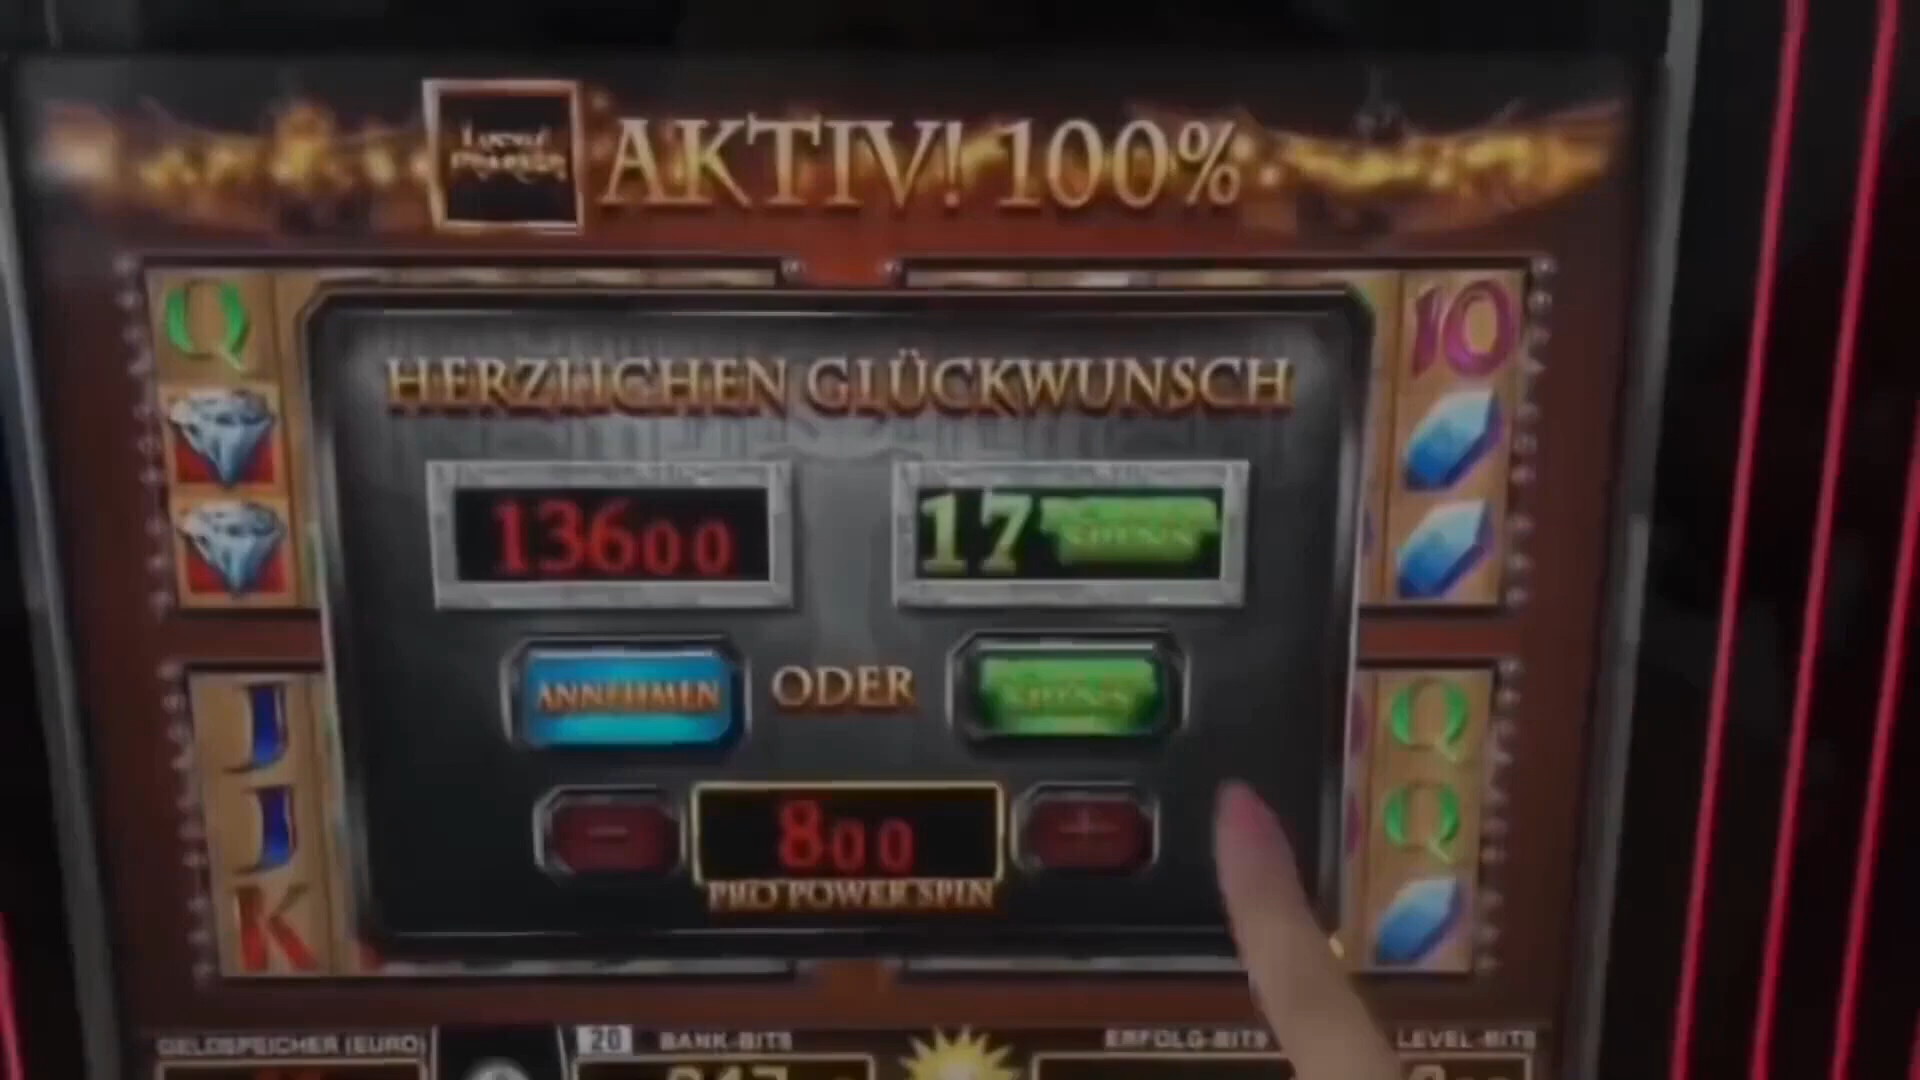 AKTIV! 100%
HERZLICHEN GLÜCKWUNSCH
13600
17
ANNEHMEN ODER
- 800 +
PRO POWER SPIN
Q
10
J
J
K
Q
Q
GELDSPEICHER (EURO)
20 BANK-BITS
ERFOLG-BITS
LEVEL-BITS